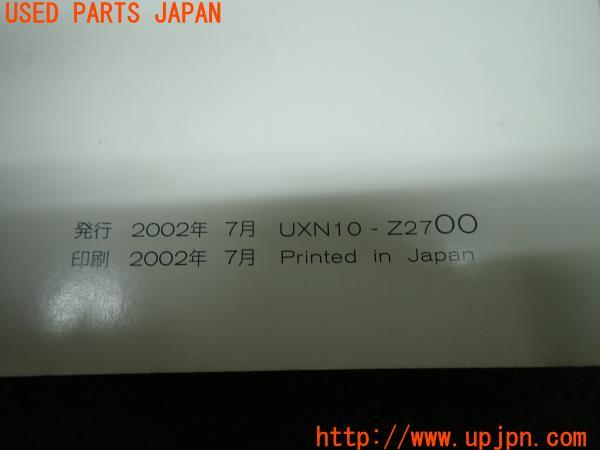 USED PARTS JAPAN
発行 2002年 7月 UXN10 - Z2700
印刷 2002年 7月 Printed in Japan
http://www.upjpn.com